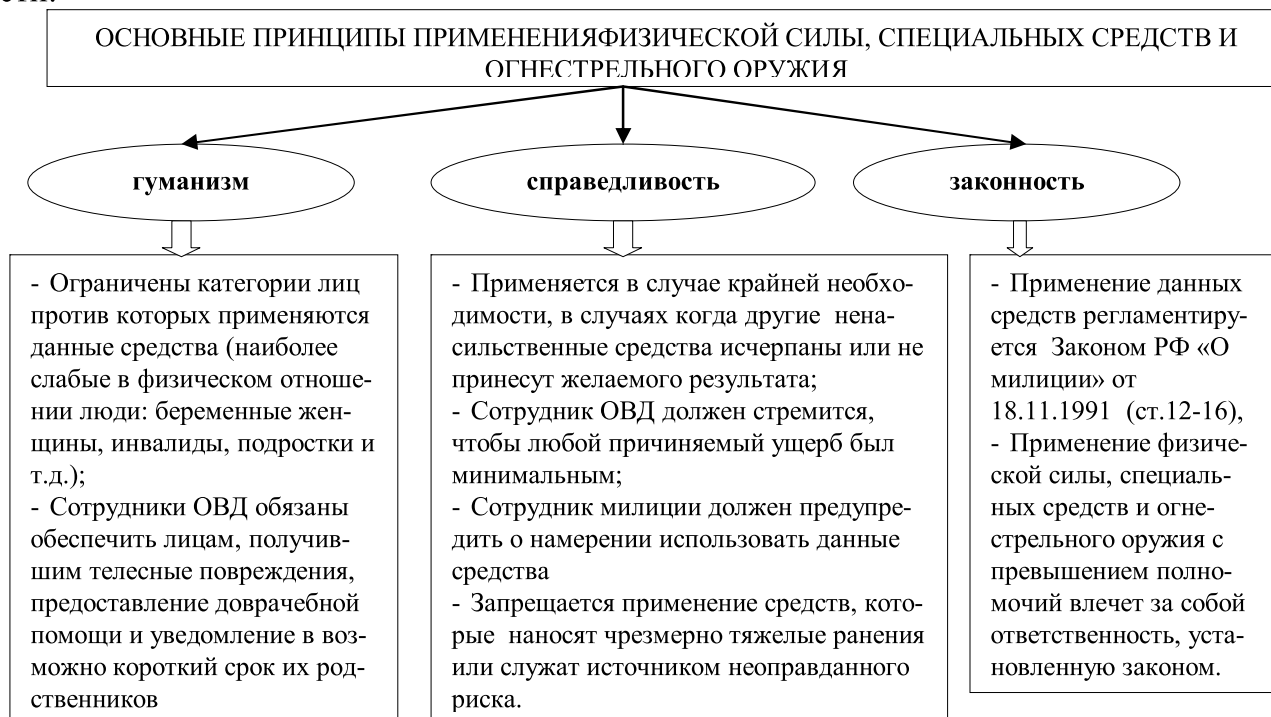 сти.
ОСНОВНЫЕ ПРИНЦИПЫ ПРИМЕНЕНИЯФИЗИЧЕСКОЙ СИЛЫ, СПЕЦИАЛЬНЫХ СРЕДСТВ И
ОГНЕСТРЕЛЬНОГО ОРУЖИЯ
гуманизм
справедливость
законность
- Ограничены категории лиц
против которых применяются
данные средства (наиболее
слабые в физическом отноше-
нии люди: беременные жен-
щины, инвалиды, подростки и
т.д.);
- Сотрудники ОВД обязаны
обеспечить лицам, получив-
шим телесные повреждения,
предоставление доврачебной
помощи и уведомление в воз-
можно короткий срок их род-
ственников
- Применяется в случае крайней необхо-
димости, в случаях когда другие нена-
сильственные средства исчерпаны или не
принесут желаемого результата;
- Сотрудник ОВД должен стремится,
чтобы любой причиняемый ущерб был
минимальным;
- Сотрудник милиции должен предупре-
дить о намерении использовать данные
средства
- Запрещается применение средств, кото-
рые наносят чрезмерно тяжелые ранения
или служат источником неоправданного
риска.
- Применение данных
средств регламентиру-
ется Законом РФ «О
милиции» от
18.11.1991 (ст.12-16),
- Применение физиче-
ской силы, специаль-
ных средств и огне-
стрельного оружия с
превышением полно-
мочий влечет за собой
ответственность, уста-
новленную законом.